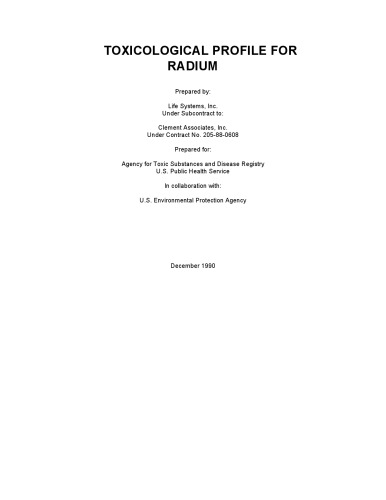 TOXICOLOGICAL PROFILE FOR
RADIUM
Prepared by:
Life Systems, Inc.
Under Subcontract to:
Clement Associates, Inc.
Under Contract No. 205-88-0608
Prepared for:
Agency for Toxic Substances and Disease Registry
U.S. Public Health Service
In collaboration with:
U.S. Environmental Protection Agency
December 1990